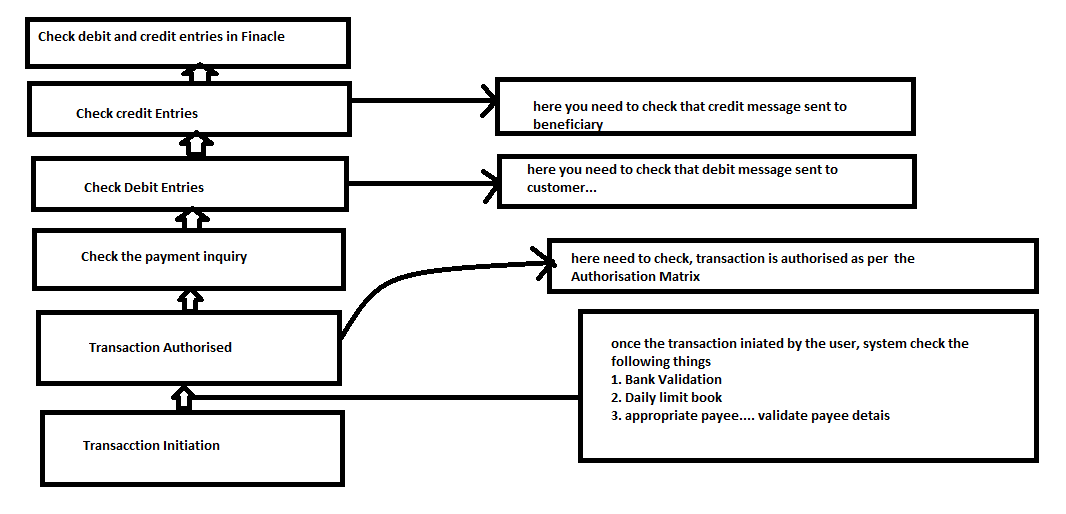 Check debit and credit entries in Finacle
Check credit Entries
here you need to check that credit message sent to
beneficiary
Check Debit Entries
here you need to check that debit message sent to
customer...
Check the payment inquiry
here need to check, transaction is authorised as per  the
Authorisation Matrix
Transaction Authorised
once the transaction iniated by the user, system check the
following things
1. Bank Validation
2. Daily limit book
3. appropriate payee.... validate payee detais
Transacction Initiation